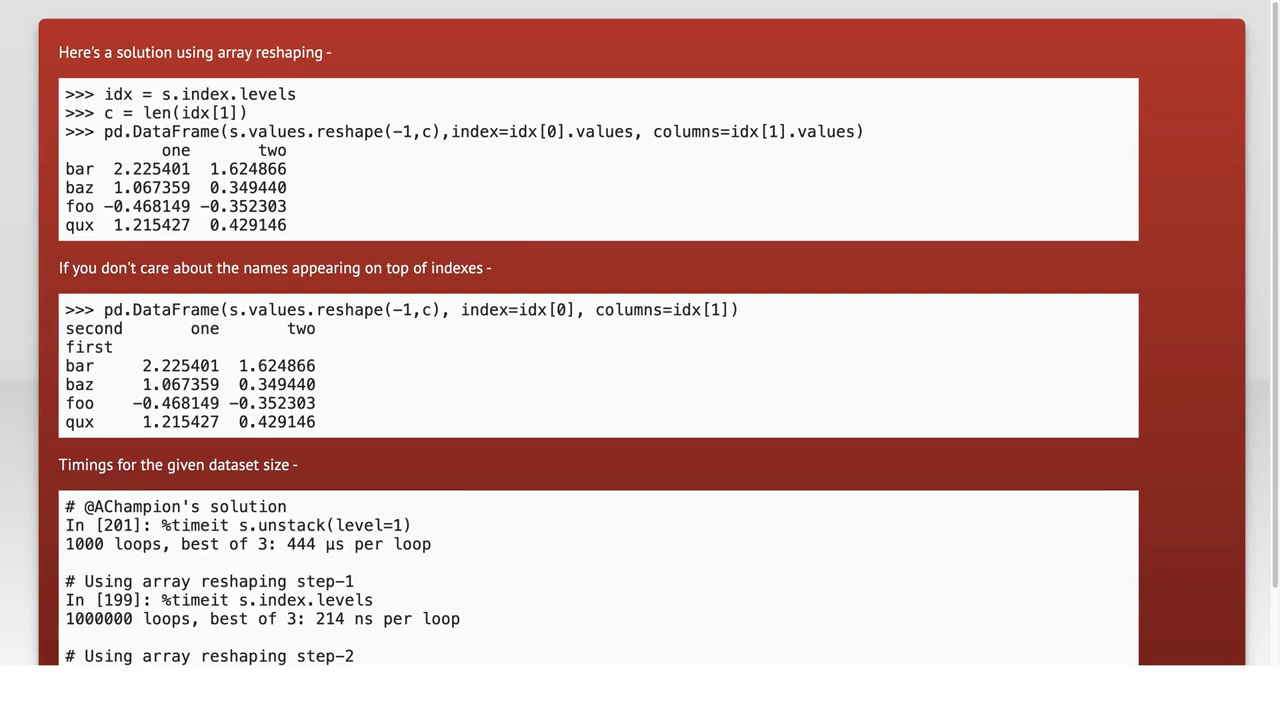 Here's a solution using array reshaping -
>>> idx = s.index.levels
>>> c = len(idx[1])
>>> pd.DataFrame(s.values.reshape(-1,c),index=idx[0].values, columns=idx[1].values)
          one       two
bar  2.225401  1.624866
baz  1.067359  0.349440
foo -0.468149 -0.352303
qux  1.215427  0.429146
If you don't care about the names appearing on top of indexes -
>>> pd.DataFrame(s.values.reshape(-1,c), index=idx[0], columns=idx[1])
second       one       two
first
bar     2.225401  1.624866
baz     1.067359  0.349440
foo    -0.468149 -0.352303
qux     1.215427  0.429146
Timings for the given dataset size -
# @AChampion's solution
In [201]: %timeit s.unstack(level=1)
1000 loops, best of 3: 444 µs per loop
# Using array reshaping step-1
In [199]: %timeit s.index.levels
1000000 loops, best of 3: 214 ns per loop
# Using array reshaping step-2